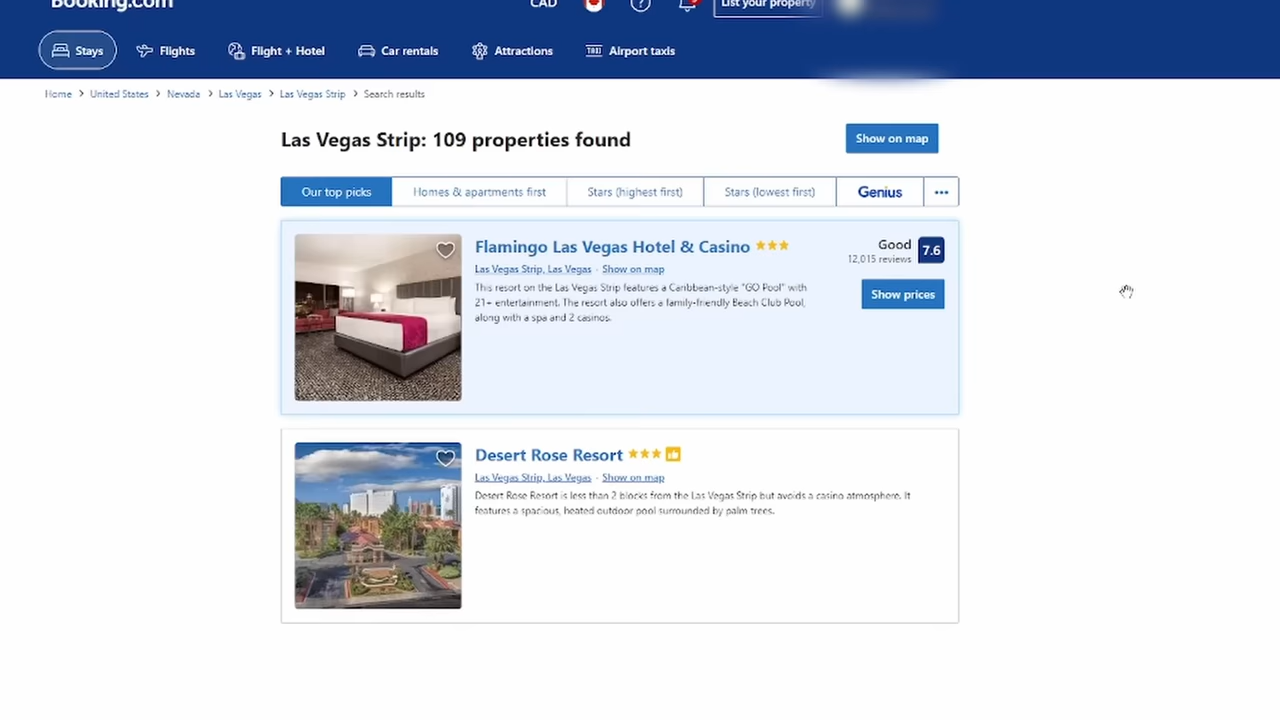 Booking.com
CAD
List your property
Stays
Flights
Flight + Hotel
Car rentals
Attractions
TAXI
Airport taxis
Home > United States > Nevada > Las Vegas > Las Vegas Strip > Search results
Las Vegas Strip: 109 properties found
Show on map
Our top picks
Homes & apartments first
Stars (highest first)
Stars (lowest first)
Genius
Flamingo Las Vegas Hotel & Casino
Las Vegas Strip, Las Vegas · Show on map
This resort on the Las Vegas Strip features a Caribbean-style "GO Pool" with
21+ entertainment. The resort also offers a family-friendly Beach Club Pool,
along with a spa and 2 casinos.
Good
12,015 reviews
7.6
Show prices
Desert Rose Resort
Las Vegas Strip, Las Vegas · Show on map
Desert Rose Resort is less than 2 blocks from the Las Vegas Strip but avoids a casino atmosphere. It
features a spacious, heated outdoor pool surrounded by palm trees.